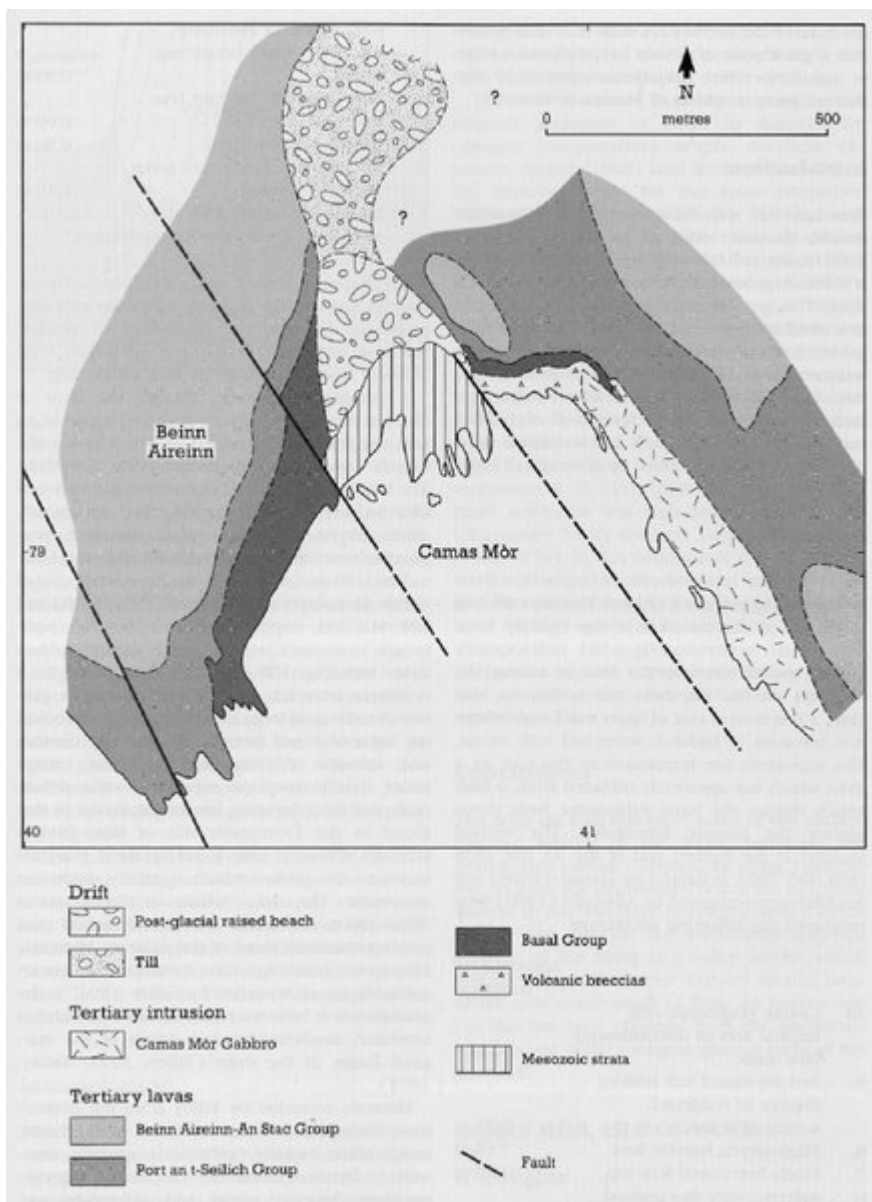 ?
N
0 metres 500
?
Beinn
Aireinn
79
Camas Mòr
40
41
Drift
Post-glacial raised beach
Till
Tertiary intrusion
Camas Mòr Gabbro
Tertiary lavas
Beinn Aireinn-An Stac Group
Port an t-Seilich Group
Basal Group
Volcanic breccias
Mesozoic strata
Fault